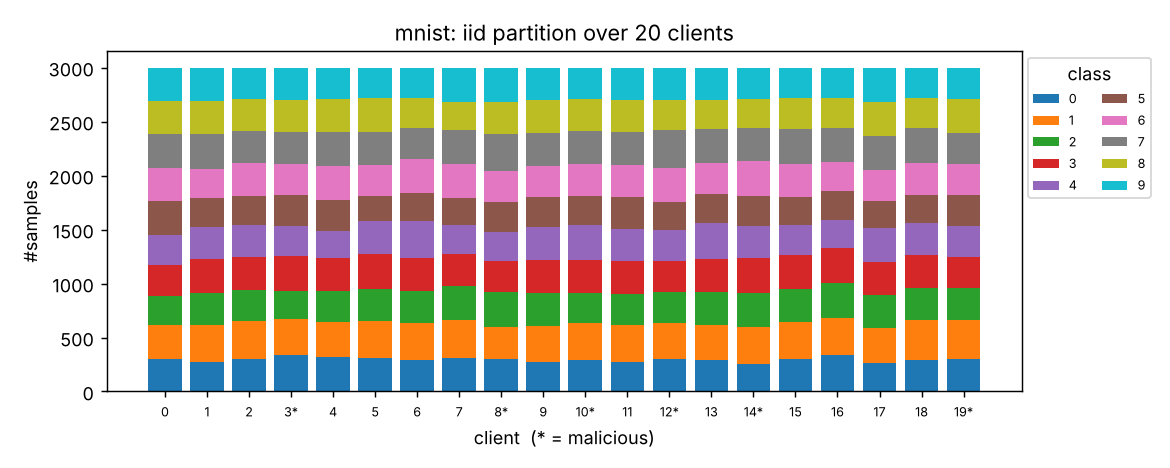 mnist: iid partition over 20 clients
3000
2500
2000
1500
1000
500
0
#samples
0 1 2 3* 4 5 6 7 8* 9 10* 11 12* 13 14* 15 16 17 18 19*
client (* = malicious)
class
0 5
1 6
2 7
3 8
4 9